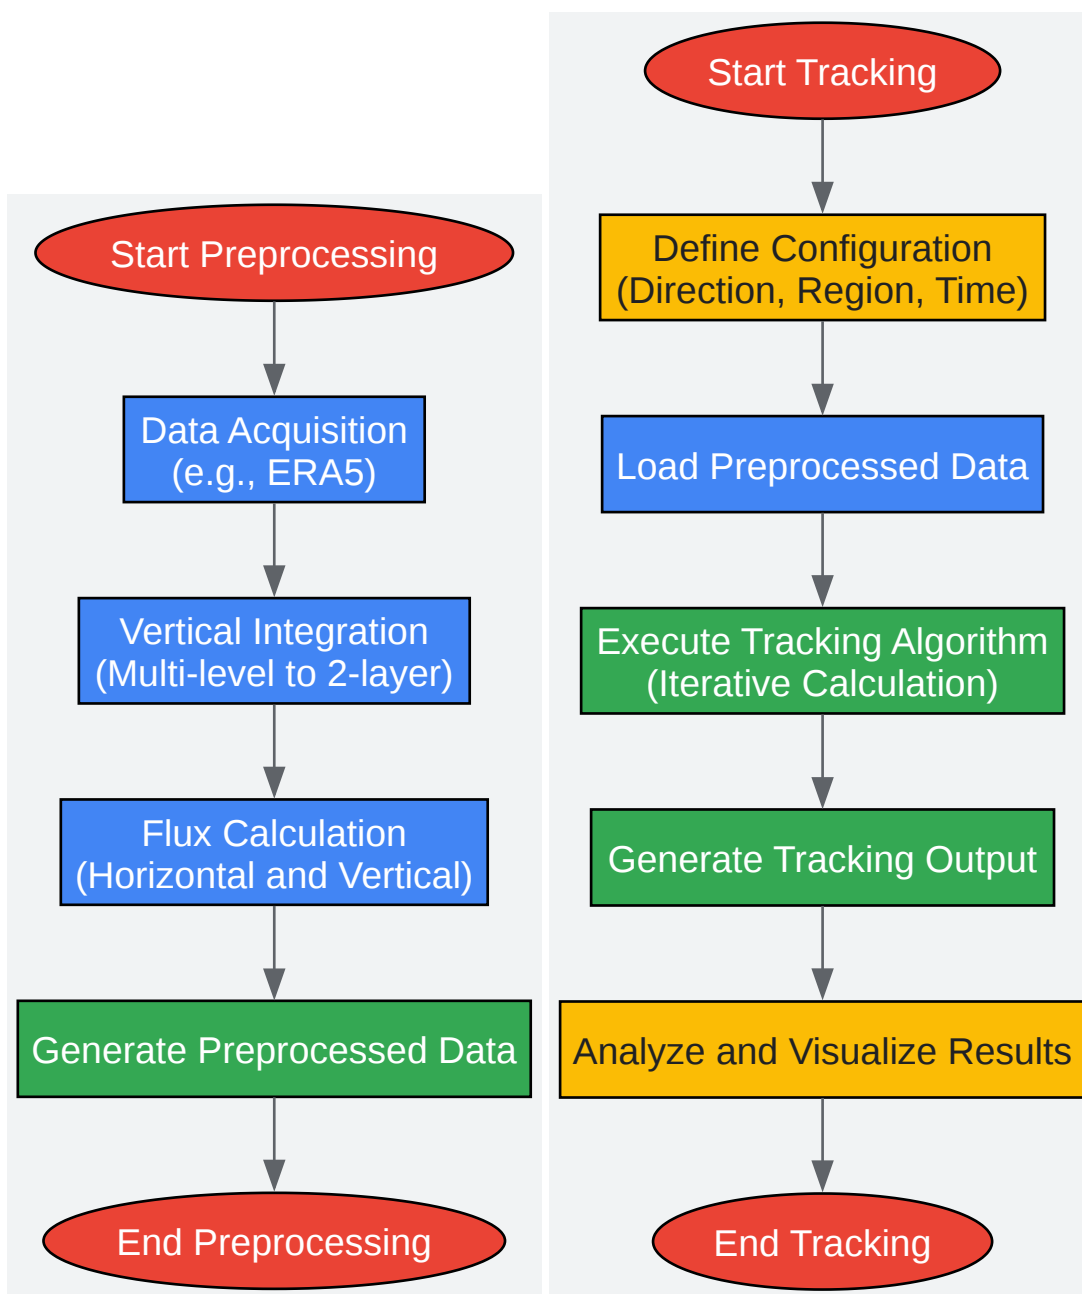 Start Preprocessing
Data Acquisition
(e.g., ERA5)
Vertical Integration
(Multi-level to 2-layer)
Flux Calculation
(Horizontal and Vertical)
Generate Preprocessed Data
End Preprocessing
Start Tracking
Define Configuration
(Direction, Region, Time)
Load Preprocessed Data
Execute Tracking Algorithm
(Iterative Calculation)
Generate Tracking Output
Analyze and Visualize Results
End Tracking